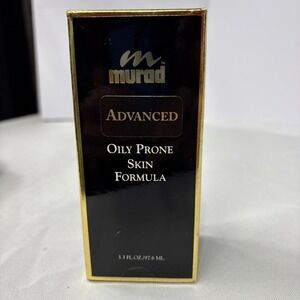 m
murad
ADVANCED
OILY PRONE
SKIN
FORMULA
3.3 FL.OZ./97.6 ML.